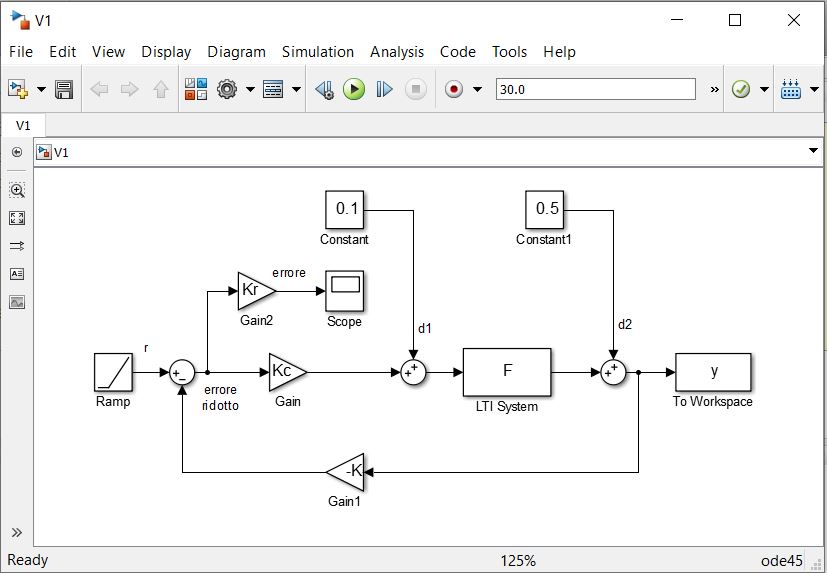 V1
File Edit View Display Diagram Simulation Analysis Code Tools Help
30.0 »
V1
V1
0.1
Constant
0.5
Constant1
errore
Kr
Gain2
Scope
d1
d2
r
Ramp
+
−
errore
ridotto
Kc
Gain
+
+
F
LTI System
+
+
y
To Workspace
-K
Gain1
»
Ready 125% ode45